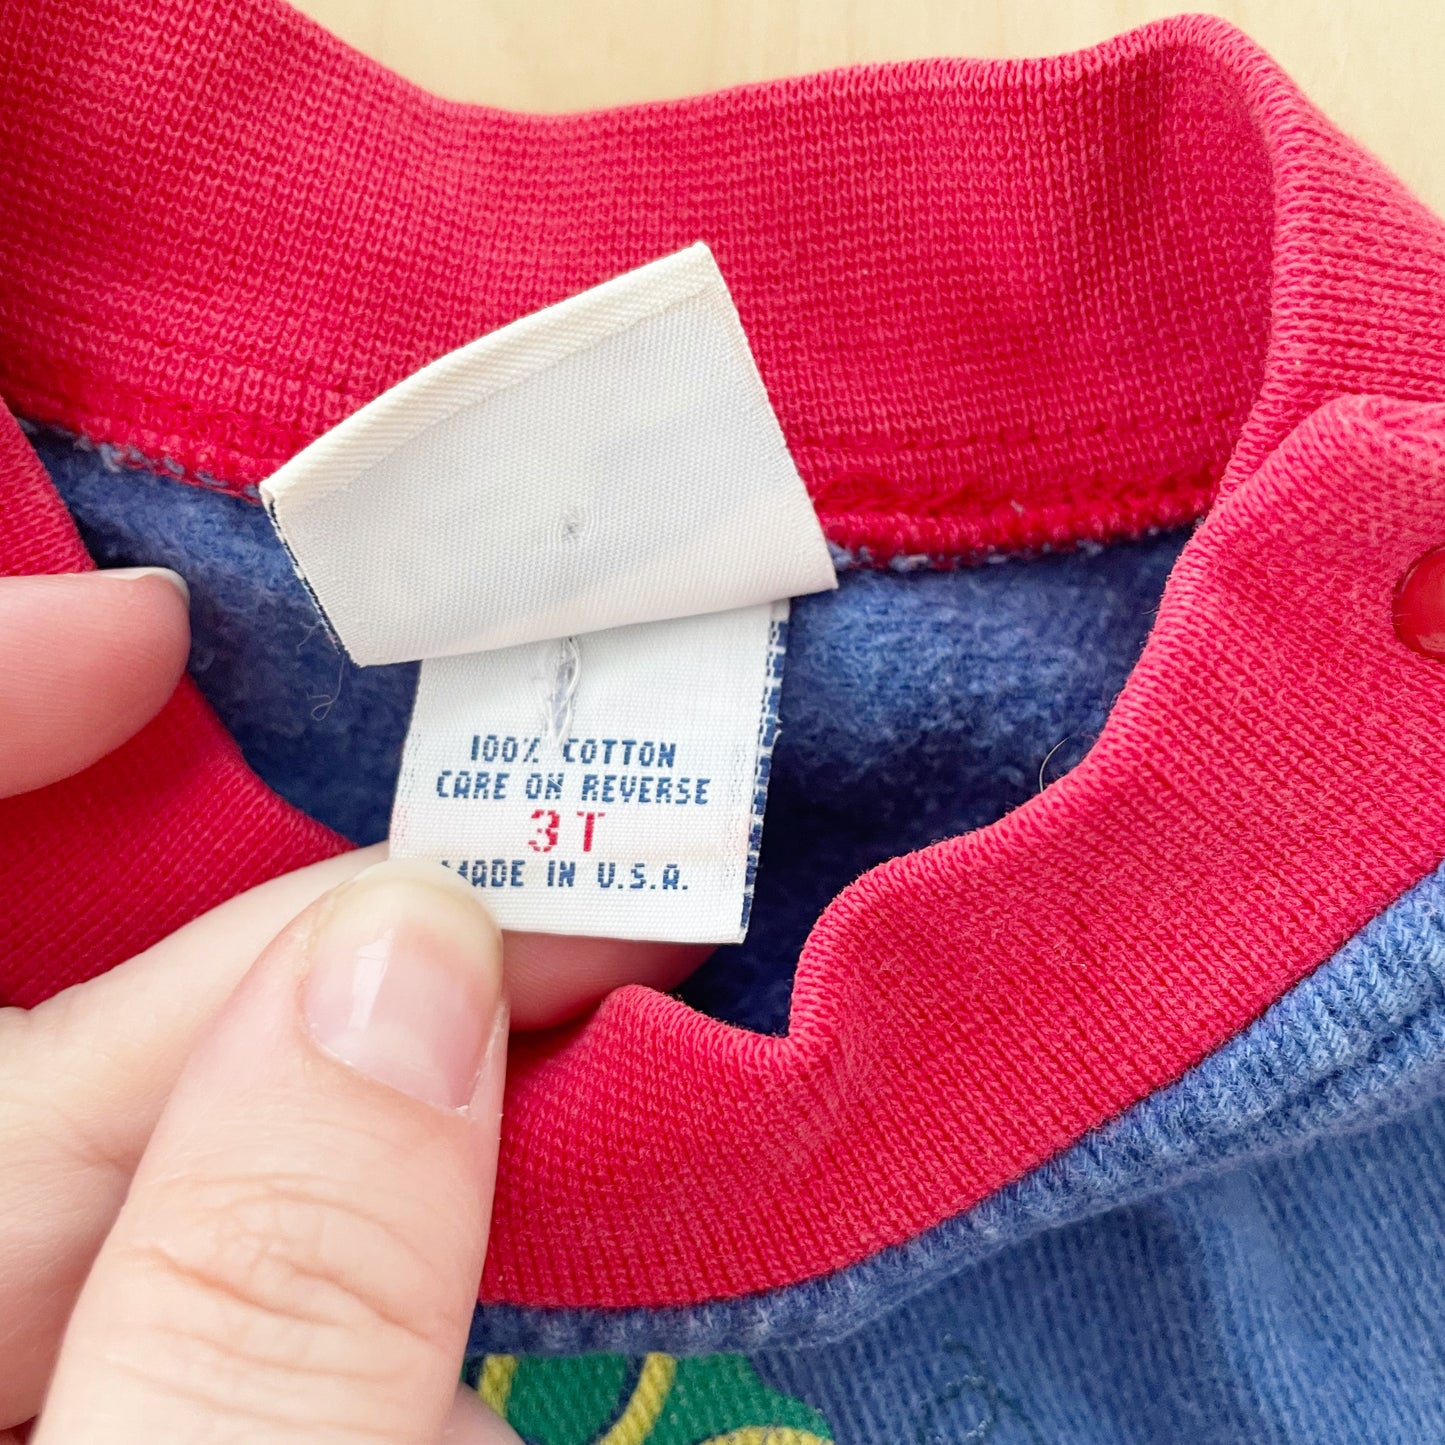 100% COTTON
CARE ON REVERSE
3T
MADE IN U.S.A.